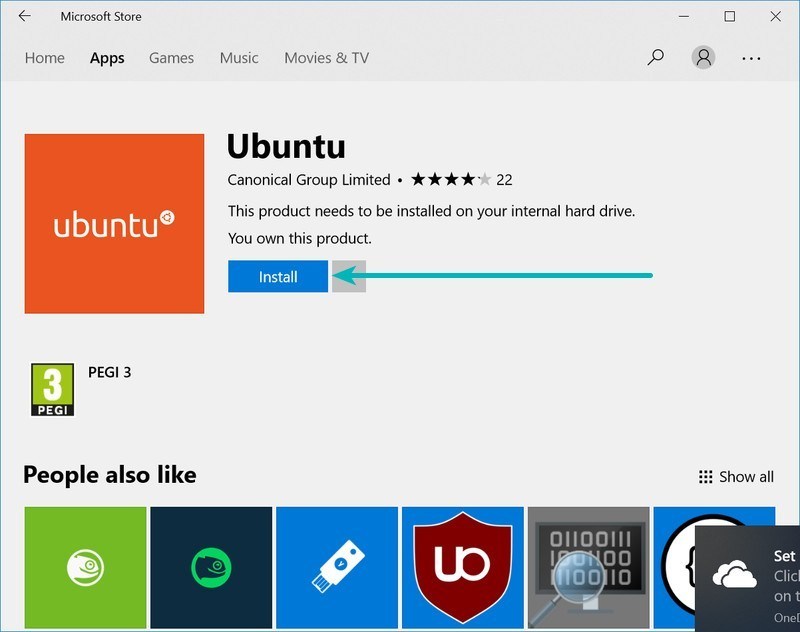 Microsoft Store
Home Apps Games Music Movies & TV
Ubuntu
ubuntu
Canonical Group Limited • 22
This product needs to be installed on your internal hard drive.
You own this product.
Install
3
PEGI
PEGI 3
People also like
Show all
UO
01100111
1100010
Y
{
Set
Clic
on t
OneD